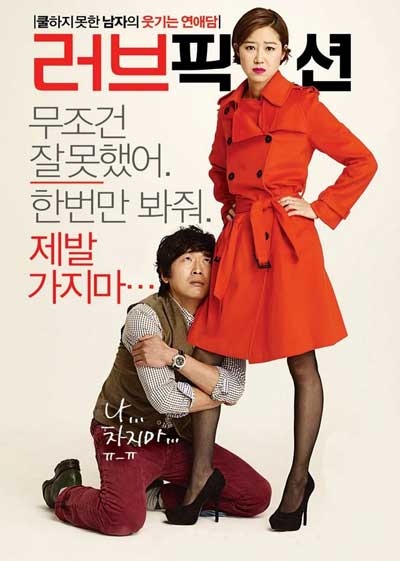 쿨하지 못한 남자의 웃기는 연애담
러브픽션
무조건
잘못했어.
한번만 봐줘.
제발
가지마...
나...
차지마...
ㅠ_ㅠ